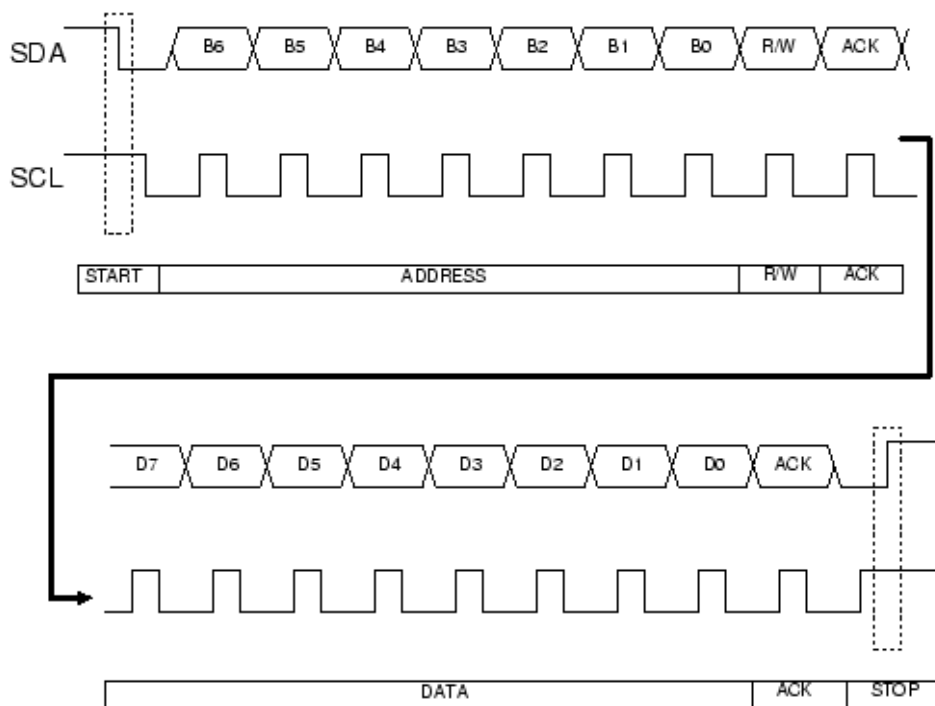 SDA B6 B5 B4 B3 B2 B1 B0 R/W ACK
SCL
START ADDRESS R/W ACK
D7 D6 D5 D4 D3 D2 D1 D0 ACK
DATA ACK STOP